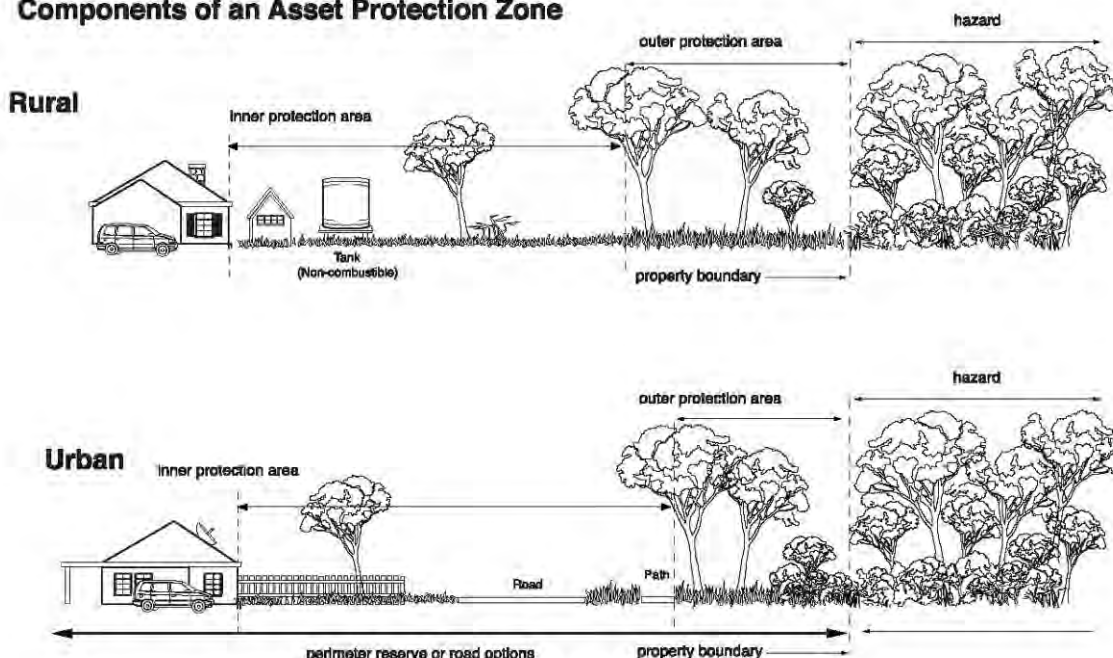 Components of an Asset Protection Zone
hazard
outer protection area
Rural
inner protection area
Tank
(Non-combustible)
property boundary
hazard
outer protection area
Urban
inner protection area
Road
Path
perimeter reserve or road options
property boundary